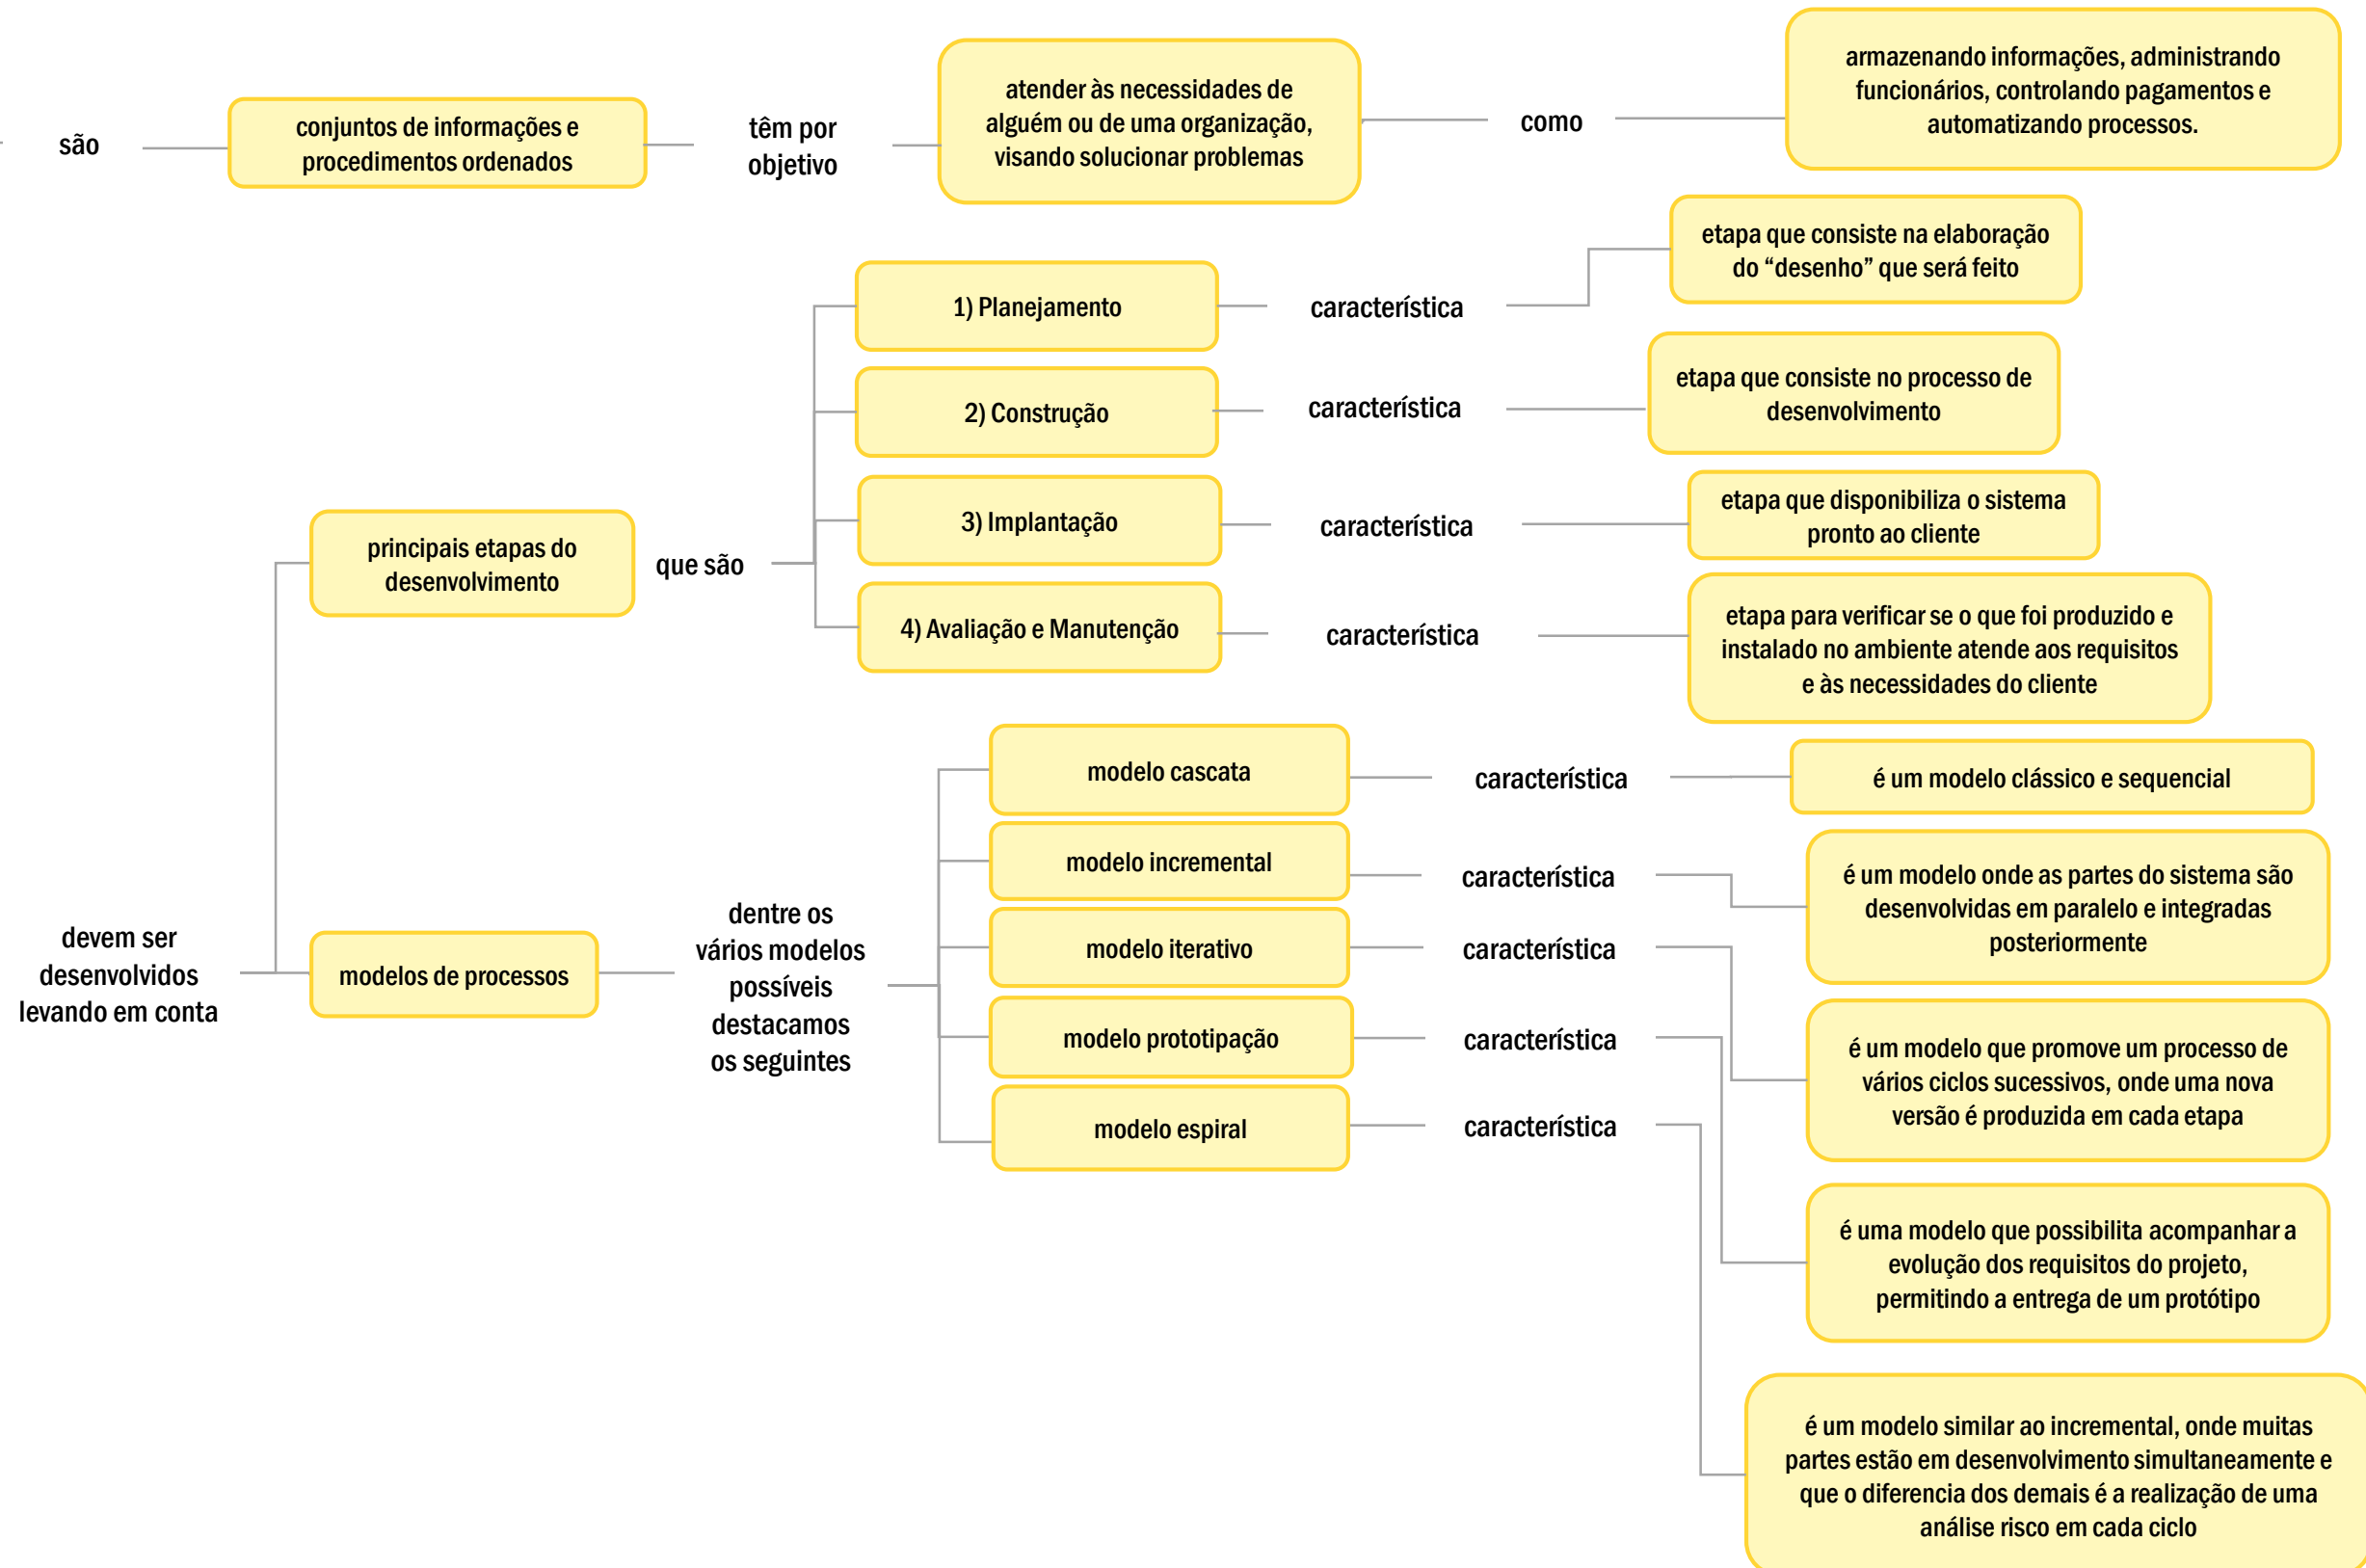 são
conjuntos de informações e
procedimentos ordenados
têm por
objetivo
atender às necessidades de
alguém ou de uma organização,
visando solucionar problemas
como
armazenando informações, administrando
funcionários, controlando pagamentos e
automatizando processos.
devem ser
desenvolvidos
levando em conta
principais etapas do
desenvolvimento
que são
1) Planejamento
característica
etapa que consiste na elaboração
do “desenho” que será feito
2) Construção
característica
etapa que consiste no processo de
desenvolvimento
3) Implantação
característica
etapa que disponibiliza o sistema
pronto ao cliente
4) Avaliação e Manutenção
característica
etapa para verificar se o que foi produzido e
instalado no ambiente atende aos requisitos
e às necessidades do cliente
modelos de processos
dentre os
vários modelos
possíveis
destacamos
os seguintes
modelo cascata
característica
é um modelo clássico e sequencial
modelo incremental
característica
é um modelo onde as partes do sistema são
desenvolvidas em paralelo e integradas
posteriormente
modelo iterativo
característica
é um modelo que promove um processo de
vários ciclos sucessivos, onde uma nova
versão é produzida em cada etapa
modelo prototipação
característica
é uma modelo que possibilita acompanhar a
evolução dos requisitos do projeto,
permitindo a entrega de um protótipo
modelo espiral
característica
é um modelo similar ao incremental, onde muitas
partes estão em desenvolvimento simultaneamente e
que o diferencia dos demais é a realização de uma
análise risco em cada ciclo